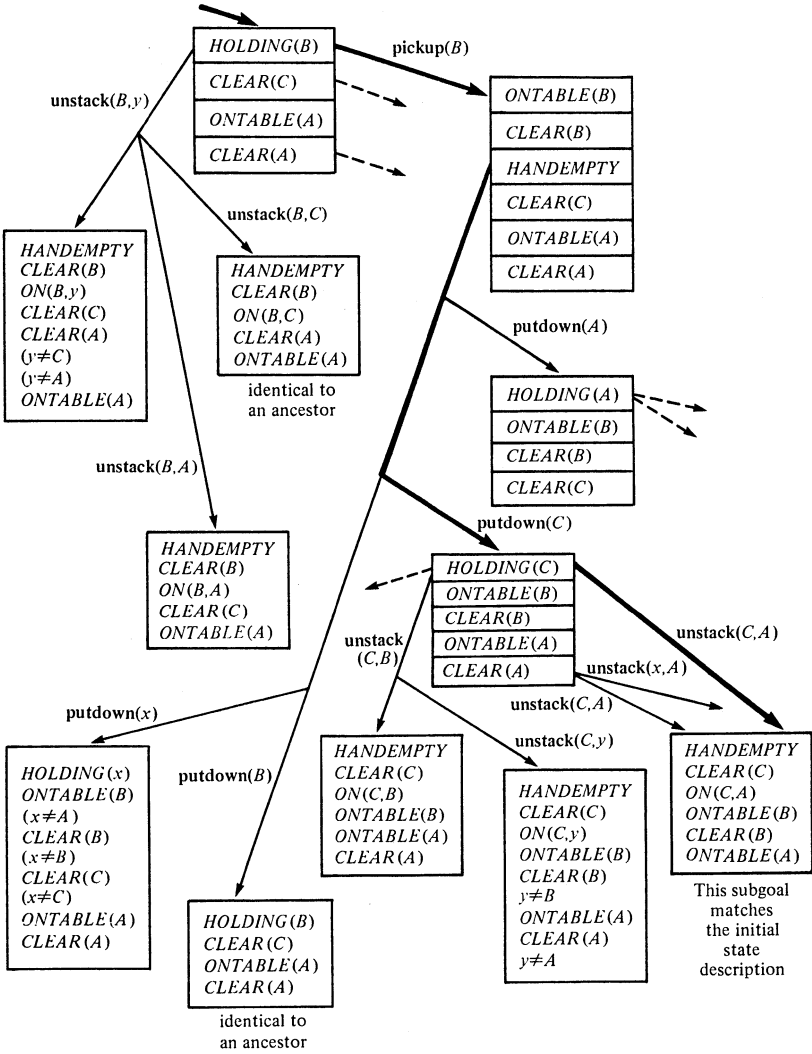 HOLDING(B)
CLEAR(C)
ONTABLE(A)
CLEAR(A)
pickup(B)
unstack(B,y)
ONTABLE(B)
CLEAR(B)
HANDEMPTY
CLEAR(C)
ONTABLE(A)
CLEAR(A)
unstack(B,C)
HANDEMPTY
CLEAR(B)
ON(B,y)
CLEAR(C)
CLEAR(A)
(y≠C)
(y≠A)
ONTABLE(A)
HANDEMPTY
CLEAR(B)
ON(B,C)
CLEAR(A)
ONTABLE(A)
identical to
an ancestor
putdown(A)
HOLDING(A)
ONTABLE(B)
CLEAR(B)
CLEAR(C)
unstack(B,A)
HANDEMPTY
CLEAR(B)
ON(B,A)
CLEAR(C)
ONTABLE(A)
putdown(C)
HOLDING(C)
ONTABLE(B)
CLEAR(B)
ONTABLE(A)
CLEAR(A)
unstack
(C,B)
unstack(C,A)
unstack(x,A)
unstack(C,A)
unstack(C,y)
putdown(x)
putdown(B)
HOLDING(x)
ONTABLE(B)
(x≠A)
CLEAR(B)
(x≠B)
CLEAR(C)
(x≠C)
ONTABLE(A)
CLEAR(A)
HOLDING(B)
CLEAR(C)
ONTABLE(A)
CLEAR(A)
identical to
an ancestor
HANDEMPTY
CLEAR(C)
ON(C,B)
ONTABLE(B)
ONTABLE(A)
CLEAR(A)
HANDEMPTY
CLEAR(C)
ON(C,y)
ONTABLE(B)
CLEAR(B)
y≠B
ONTABLE(A)
CLEAR(A)
y≠A
HANDEMPTY
CLEAR(C)
ON(C,A)
ONTABLE(B)
CLEAR(B)
ONTABLE(A)
This subgoal
matches
the initial
state
description